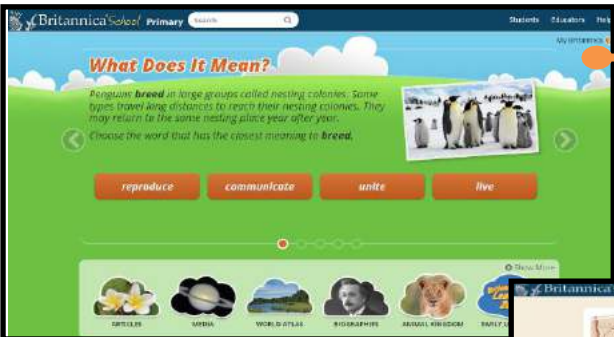 Britannica School Primary
Search
Students Educators Help
My Britannica
What Does It Mean?
Penguins breed in large groups called nesting colonies. Some
types travel long distances to reach their nesting colonies. They
may return to the same nesting place year after year.
Choose the word that has the closest meaning to breed.
reproduce communicate unite live
Show More
ARTICLES MEDIA WORLD ATLAS BIOGRAPHIES ANIMAL KINGDOM EARLY
Britannica